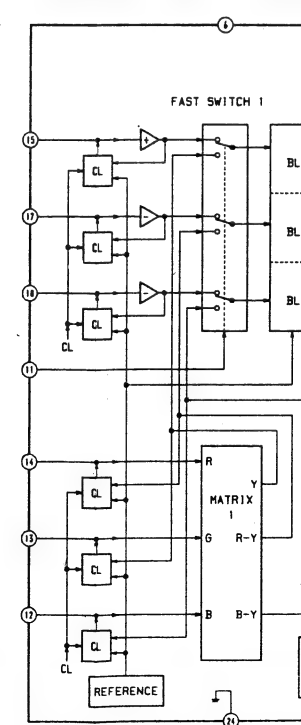 6
FAST SWITCH 1
15
+
CL
BL
17
-
CL
BL
18
-
CL
BL
CL
11
14
R
Y
CL
MATRIX
1
13
G
R-Y
CL
12
B
B-Y
CL
CL
REFERENCE
24